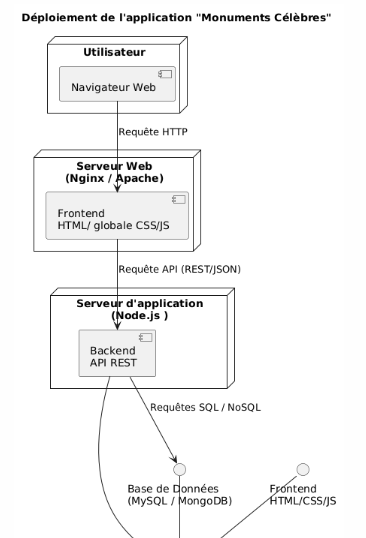 Déploiement de l'application "Monuments Célèbres"
Utilisateur
Navigateur Web
Requête HTTP
Serveur Web
(Nginx / Apache)
Frontend
HTML/ globale CSS/JS
Requête API (REST/JSON)
Serveur d'application
(Node.js )
Backend
API REST
Requêtes SQL / NoSQL
Base de Données
(MySQL / MongoDB)
Frontend
HTML/CSS/JS